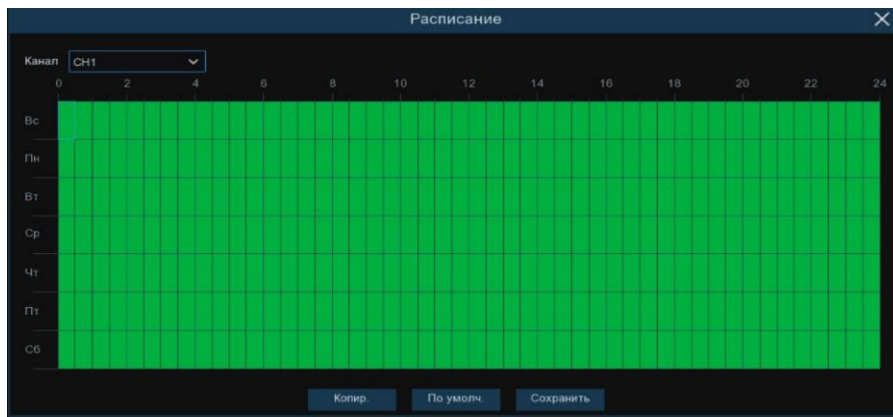 Расписание
Канал CH1
0 2 4 6 8 10 12 14 16 18 20 22 24
Вс
Пн
Вт
Ср
Чт
Пт
Сб
Копир. По умолч. Сохранить